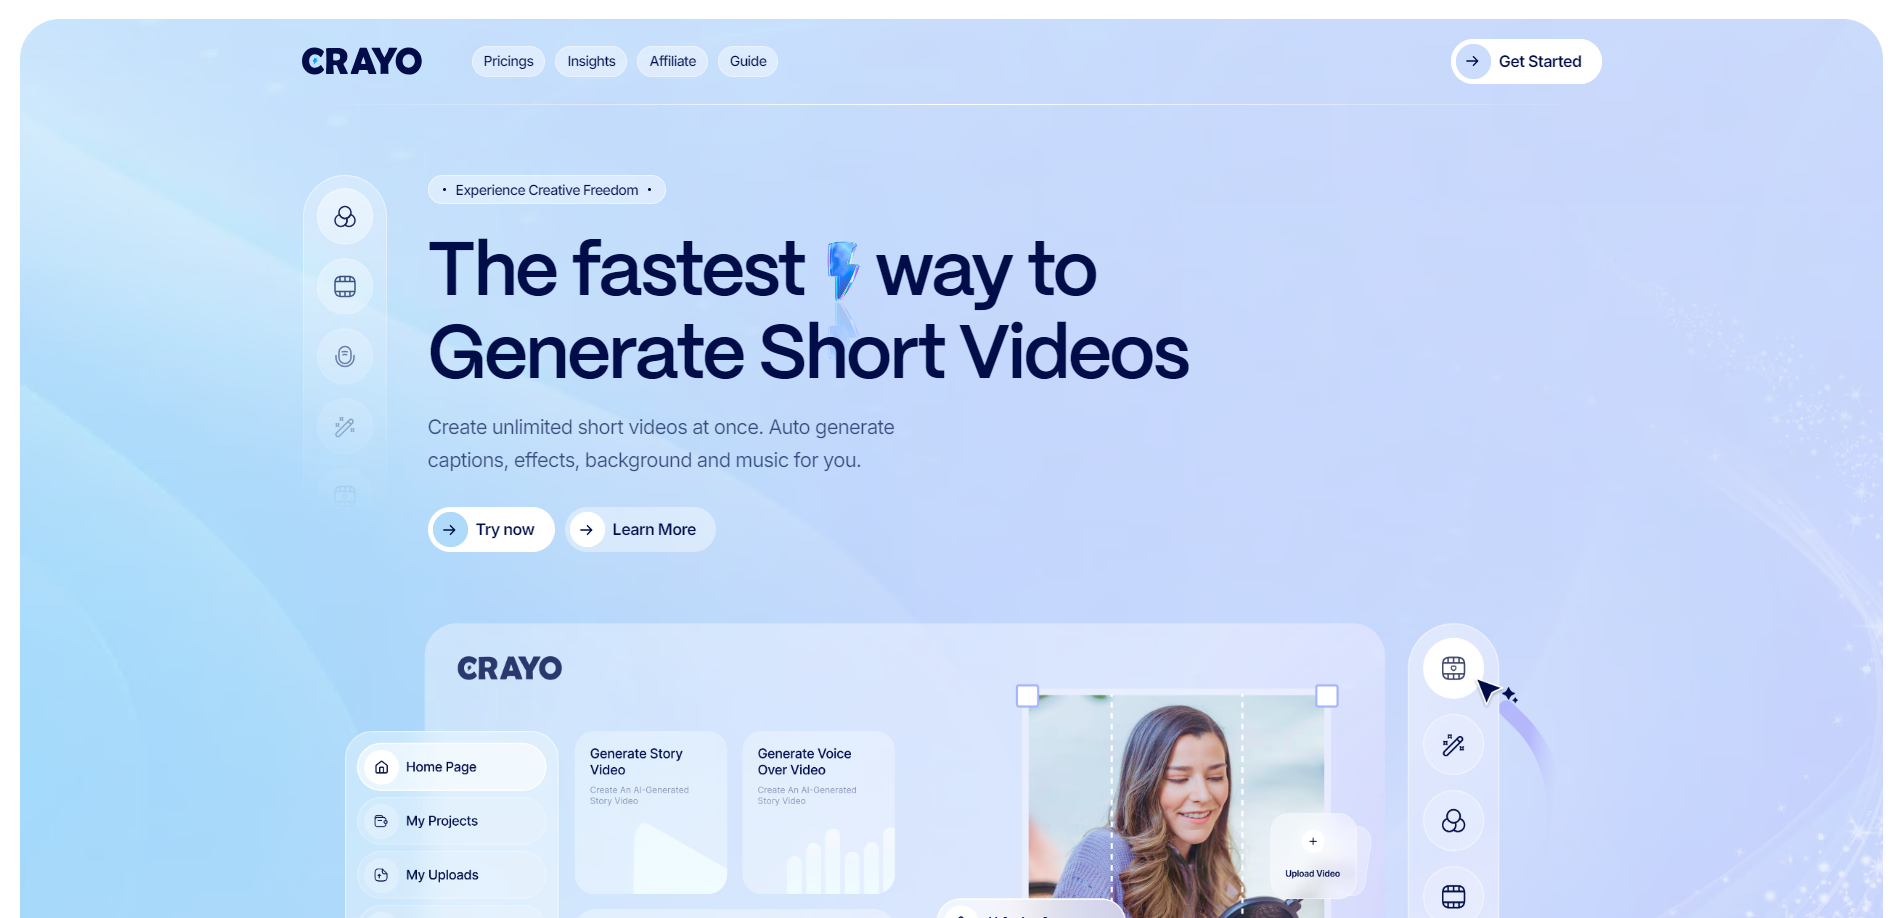 CRAYO
Pricings
Insights
Affiliate
Guide
Get Started
• Experience Creative Freedom •
The fastest way to
Generate Short Videos
Create unlimited short videos at once. Auto generate
captions, effects, background and music for you.
Try now
Learn More
CRAYO
Home Page
My Projects
My Uploads
Generate Story
Video
Create An AI-Generated
Story Video
Generate Voice
Over Video
Create An AI-Generated
Story Video
+
Upload Video